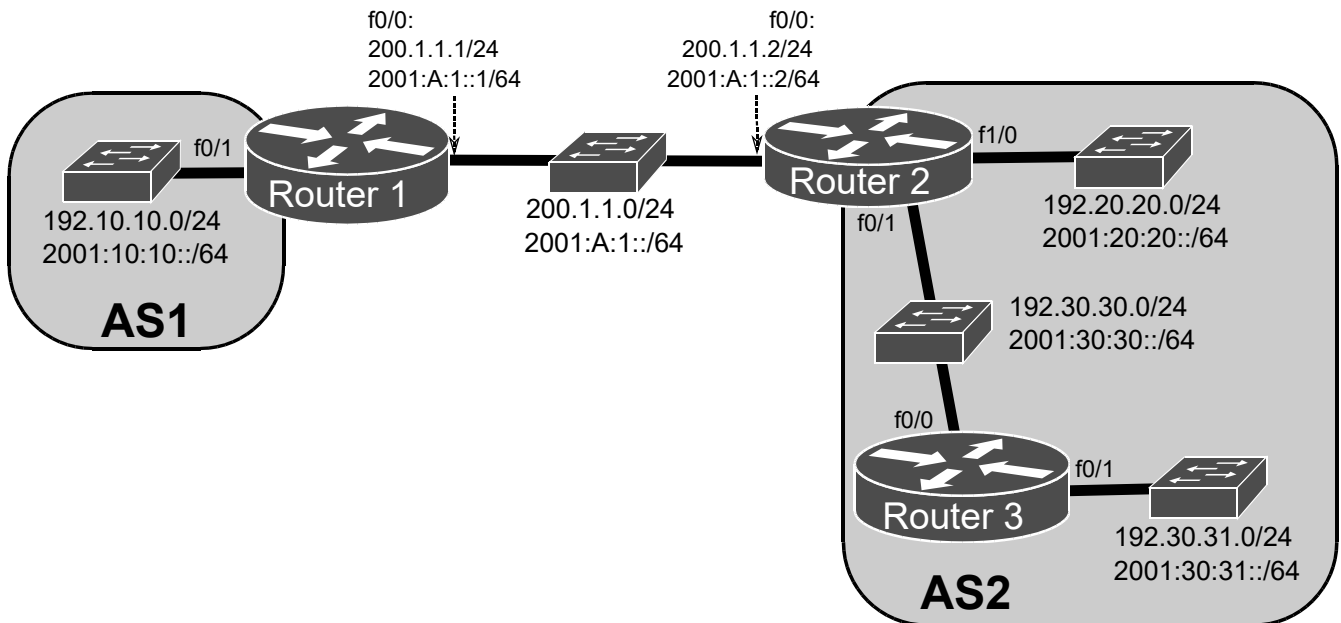 f0/0:
200.1.1.1/24
2001:A:1::1/64
f0/0:
200.1.1.2/24
2001:A:1::2/64
f0/1
Router 1
192.10.10.0/24
2001:10:10::/64
AS1
200.1.1.0/24
2001:A:1::/64
Router 2
f1/0
f0/1
192.20.20.0/24
2001:20:20::/64
192.30.30.0/24
2001:30:30::/64
f0/0
Router 3
f0/1
192.30.31.0/24
2001:30:31::/64
AS2